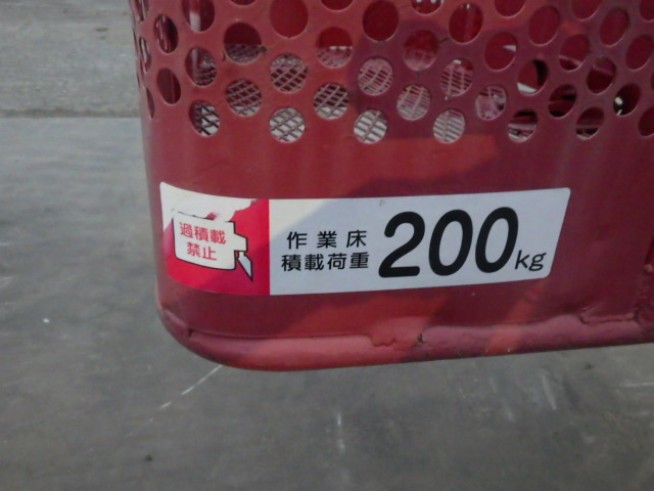 過積載
禁止
作業床
積載荷重
200kg